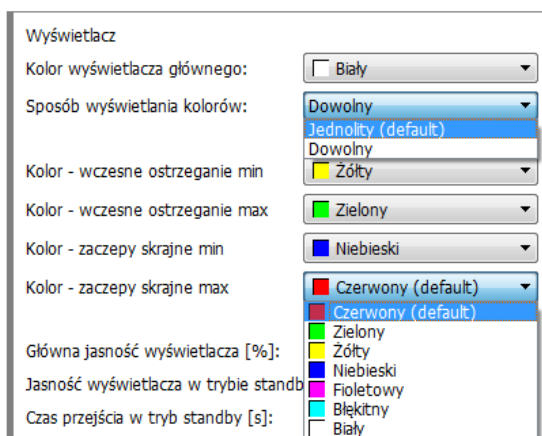 Wyświetlacz
Kolor wyświetlacza głównego: Biały
Sposób wyświetlania kolorów: Dowolny
Jednolity (default)
Dowolny
Kolor - wczesne ostrzeganie min Żółty
Kolor - wczesne ostrzeganie max Zielony
Kolor - zaczepy skrajne min Niebieski
Kolor - zaczepy skrajne max Czerwony (default)
Czerwony (default)
Zielony
Główna jasność wyświetlacza [%]: Żółty
Niebieski
Jasność wyświetlacza w trybie standb Fioletowy
Błękitny
Czas przejścia w tryb standby [s]: Biały